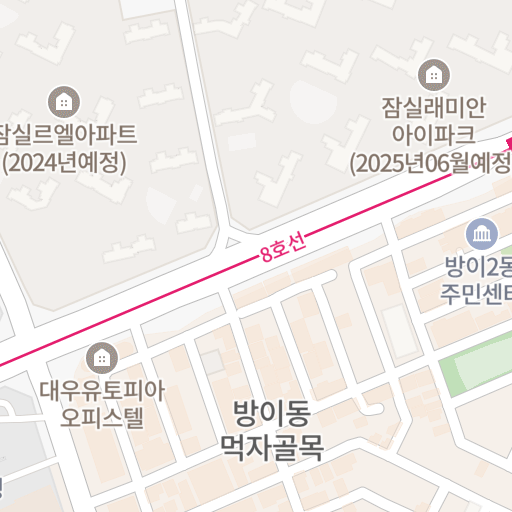 잠실래미안
아이파크
(2025년06월예정
잠실르엘아파트
(2024년예정)
8호선
방이2동
주민센터
대우유토피아
오피스텔
방이동
먹자골목